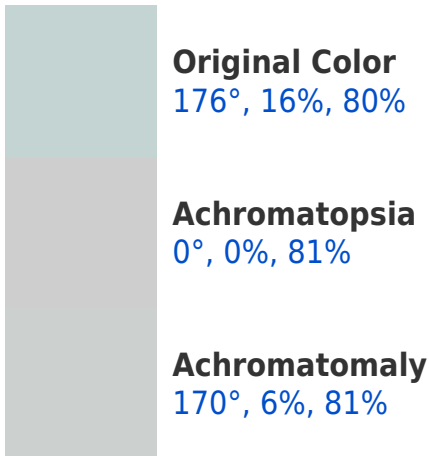 Original Color
176°, 16%, 80%
Achromatopsia
0°, 0%, 81%
Achromatomaly
170°, 6%, 81%